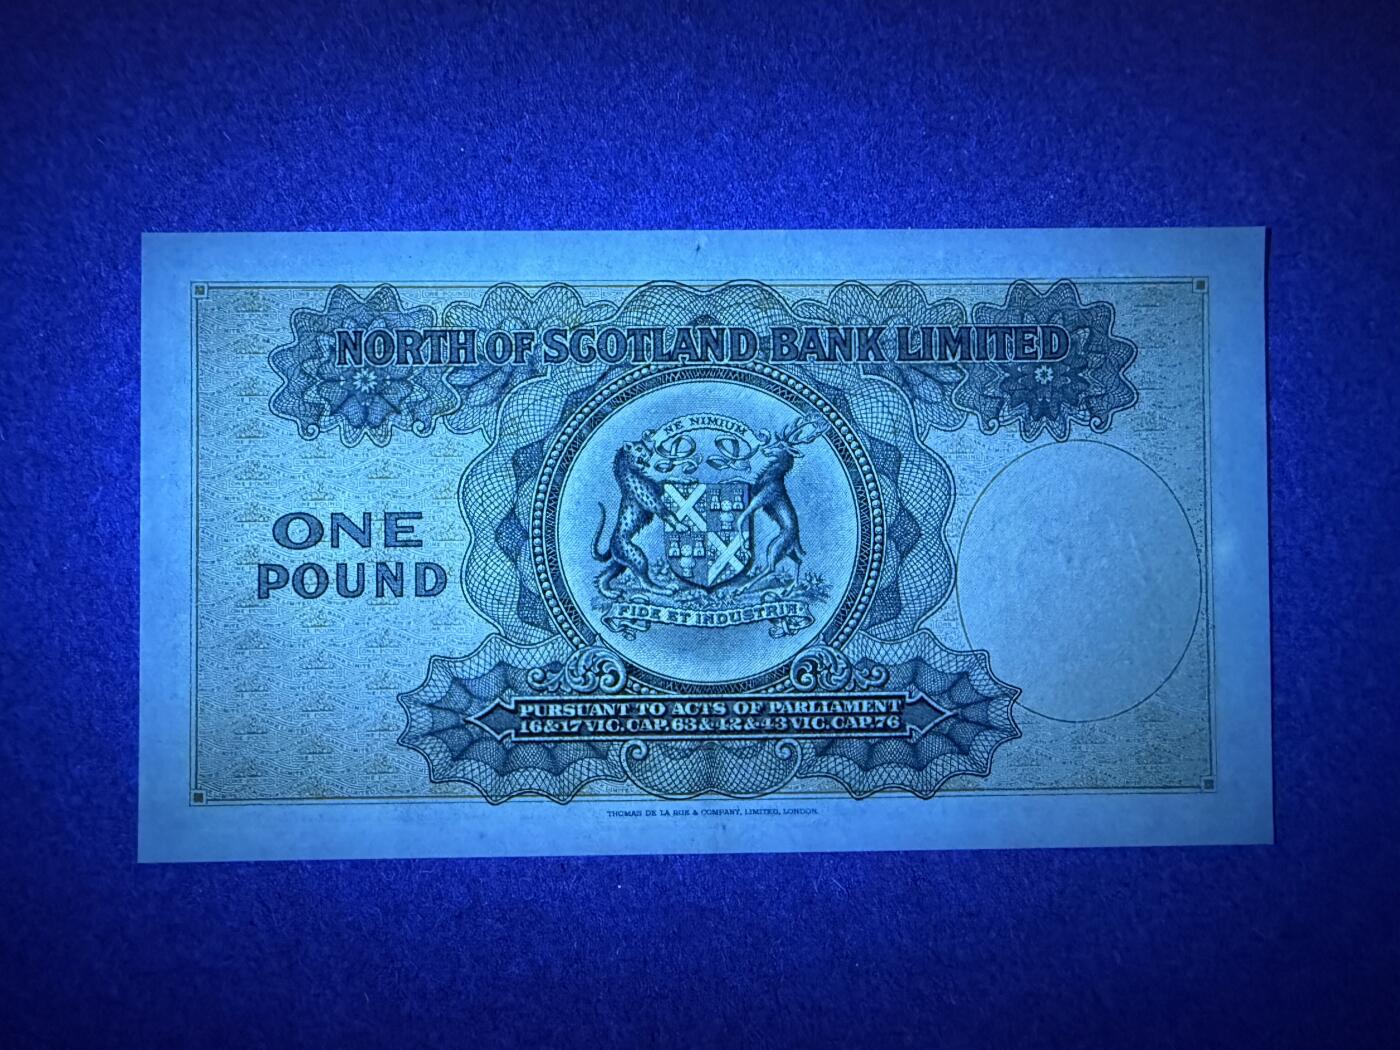 NORTH OF SCOTLAND BANK LIMITED
NE NIMIUM
ONE
POUND
FIDE ET INDUSTRIA
PURSUANT TO ACTS OF PARLIAMENT
16&17 VIC. CAP. 63 & 42 & 43 VIC. CAP. 76
THOMAS DE LA RUE & COMPANY, LIMITED, LONDON.